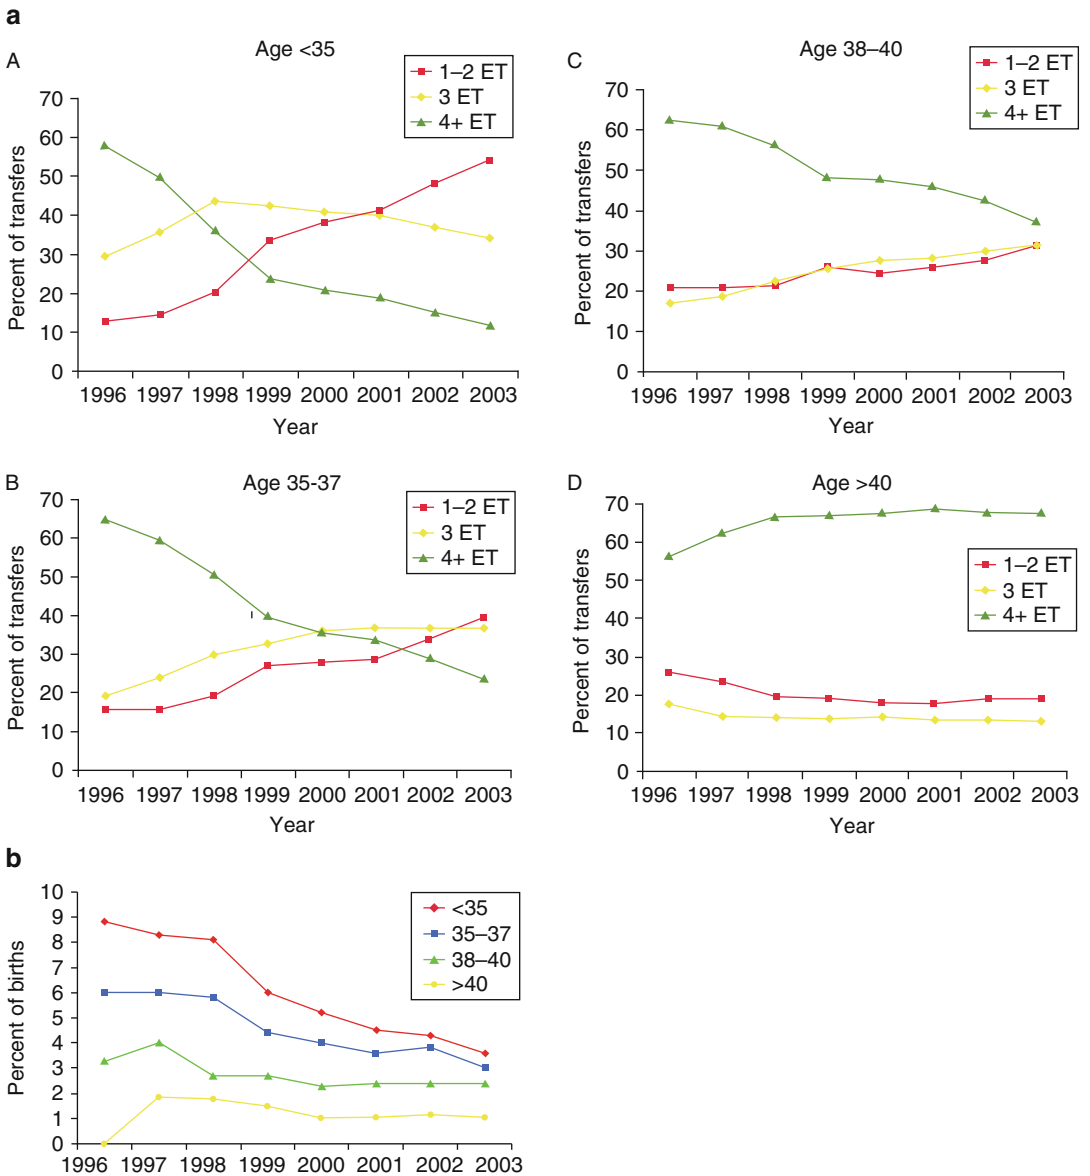 a
A
Age <35
1–2 ET
3 ET
4+ ET
Percent of transfers
70
60
50
40
30
20
10
0
1996 1997 1998 1999 2000 2001 2002 2003
Year
C
Age 38–40
1–2 ET
3 ET
4+ ET
Percent of transfers
70
60
50
40
30
20
10
0
1996 1997 1998 1999 2000 2001 2002 2003
Year
B
Age 35-37
1–2 ET
3 ET
4+ ET
Percent of transfers
70
60
50
40
30
20
10
0
1996 1997 1998 1999 2000 2001 2002 2003
Year
D
Age >40
1–2 ET
3 ET
4+ ET
Percent of transfers
70
60
50
40
30
20
10
0
1996 1997 1998 1999 2000 2001 2002 2003
Year
b
<35
35–37
38–40
>40
Percent of births
10
9
8
7
6
5
4
3
2
1
0
1996 1997 1998 1999 2000 2001 2002 2003